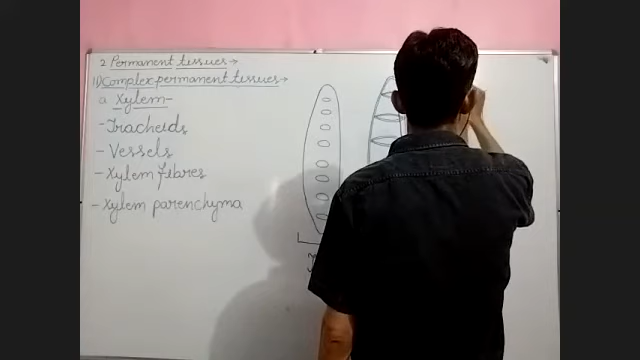 2. Permanent tissues→
ii) Complex permanent tissues→
a Xylem-
- Tracheids
- Vessels
- Xylem fibres
- Xylem parenchyma